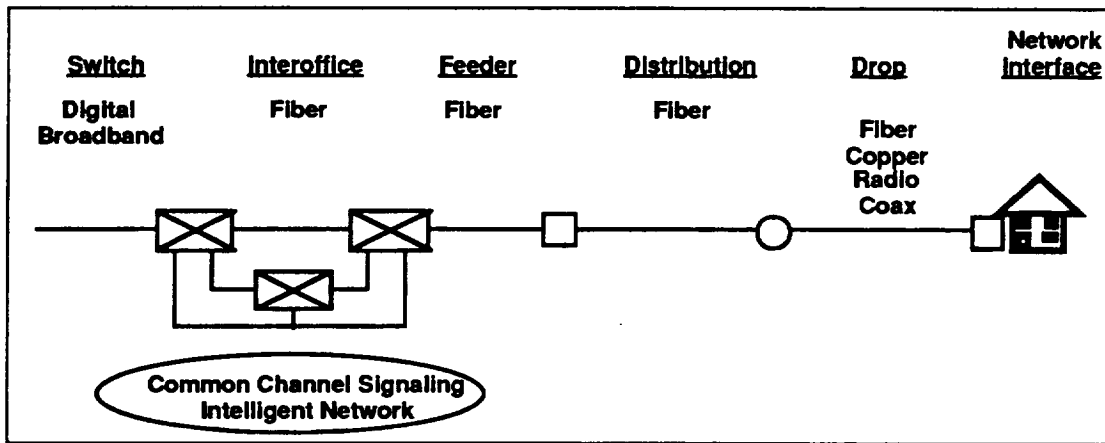 Switch
Interoffice
Feeder
Distribution
Drop
Network
Interface
Digital
Broadband
Fiber
Fiber
Fiber
Fiber
Copper
Radio
Coax
Common Channel Signaling
Intelligent Network